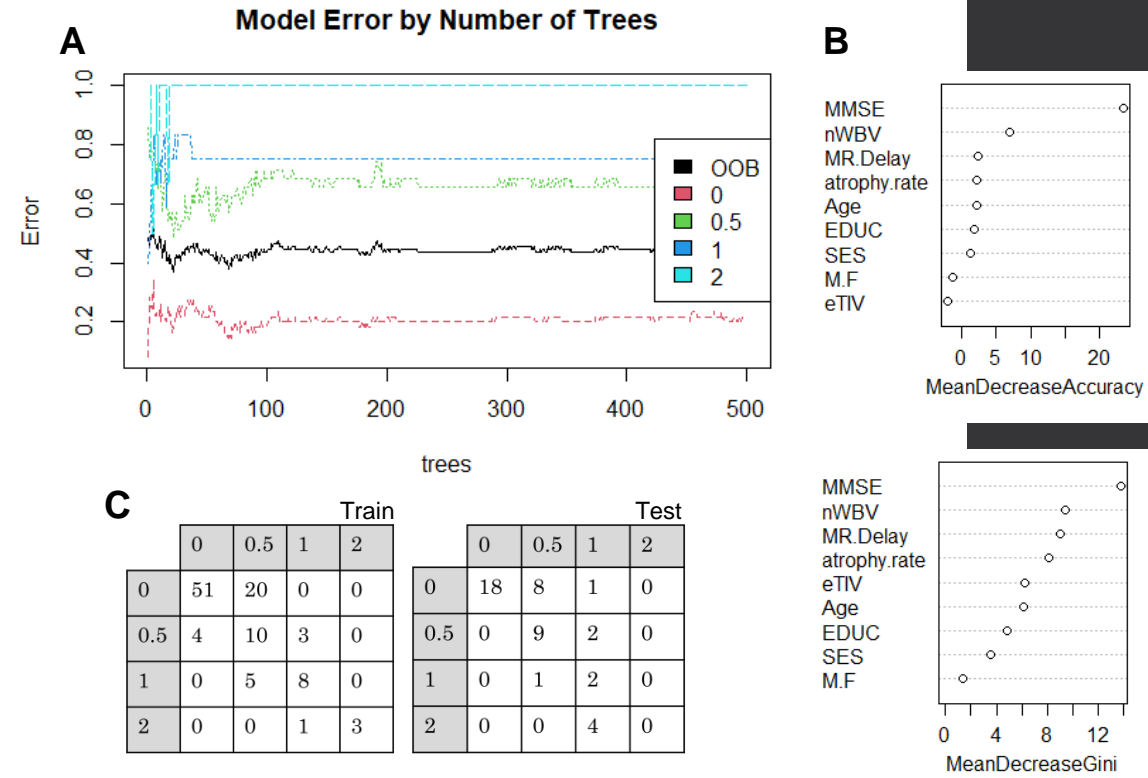 Model Error by Number of Trees
A
Error
1.0
0.8
0.6
0.4
0.2
OOB
0
0.5
1
2
0 100 200 300 400 500
trees
B
MMSE
nWBV
MR.Delay
atrophy.rate
Age
EDUC
SES
M.F
eTIV
0 5 10 20
MeanDecreaseAccuracy
MMSE
nWBV
MR.Delay
atrophy.rate
eTIV
Age
EDUC
SES
M.F
0 4 8 12
MeanDecreaseGini
C
Train
0 0.5 1 2
0 51 20 0 0
0.5 4 10 3 0
1 0 5 8 0
2 0 0 1 3
Test
0 0.5 1 2
0 18 8 1 0
0.5 0 9 2 0
1 0 1 2 0
2 0 0 4 0